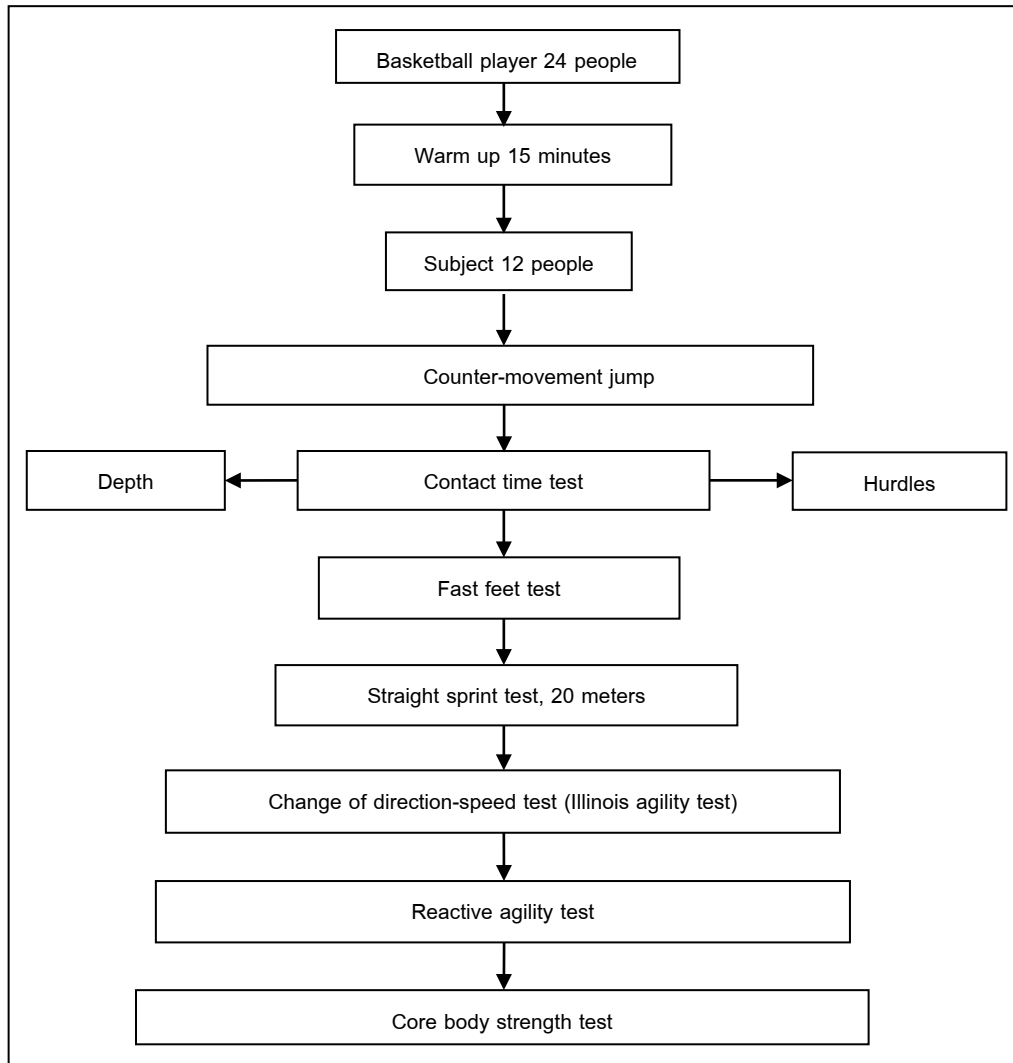 Basketball player 24 people
Warm up 15 minutes
Subject 12 people
Counter-movement jump
Depth
Contact time test
Hurdles
Fast feet test
Straight sprint test, 20 meters
Change of direction-speed test (Illinois agility test)
Reactive agility test
Core body strength test